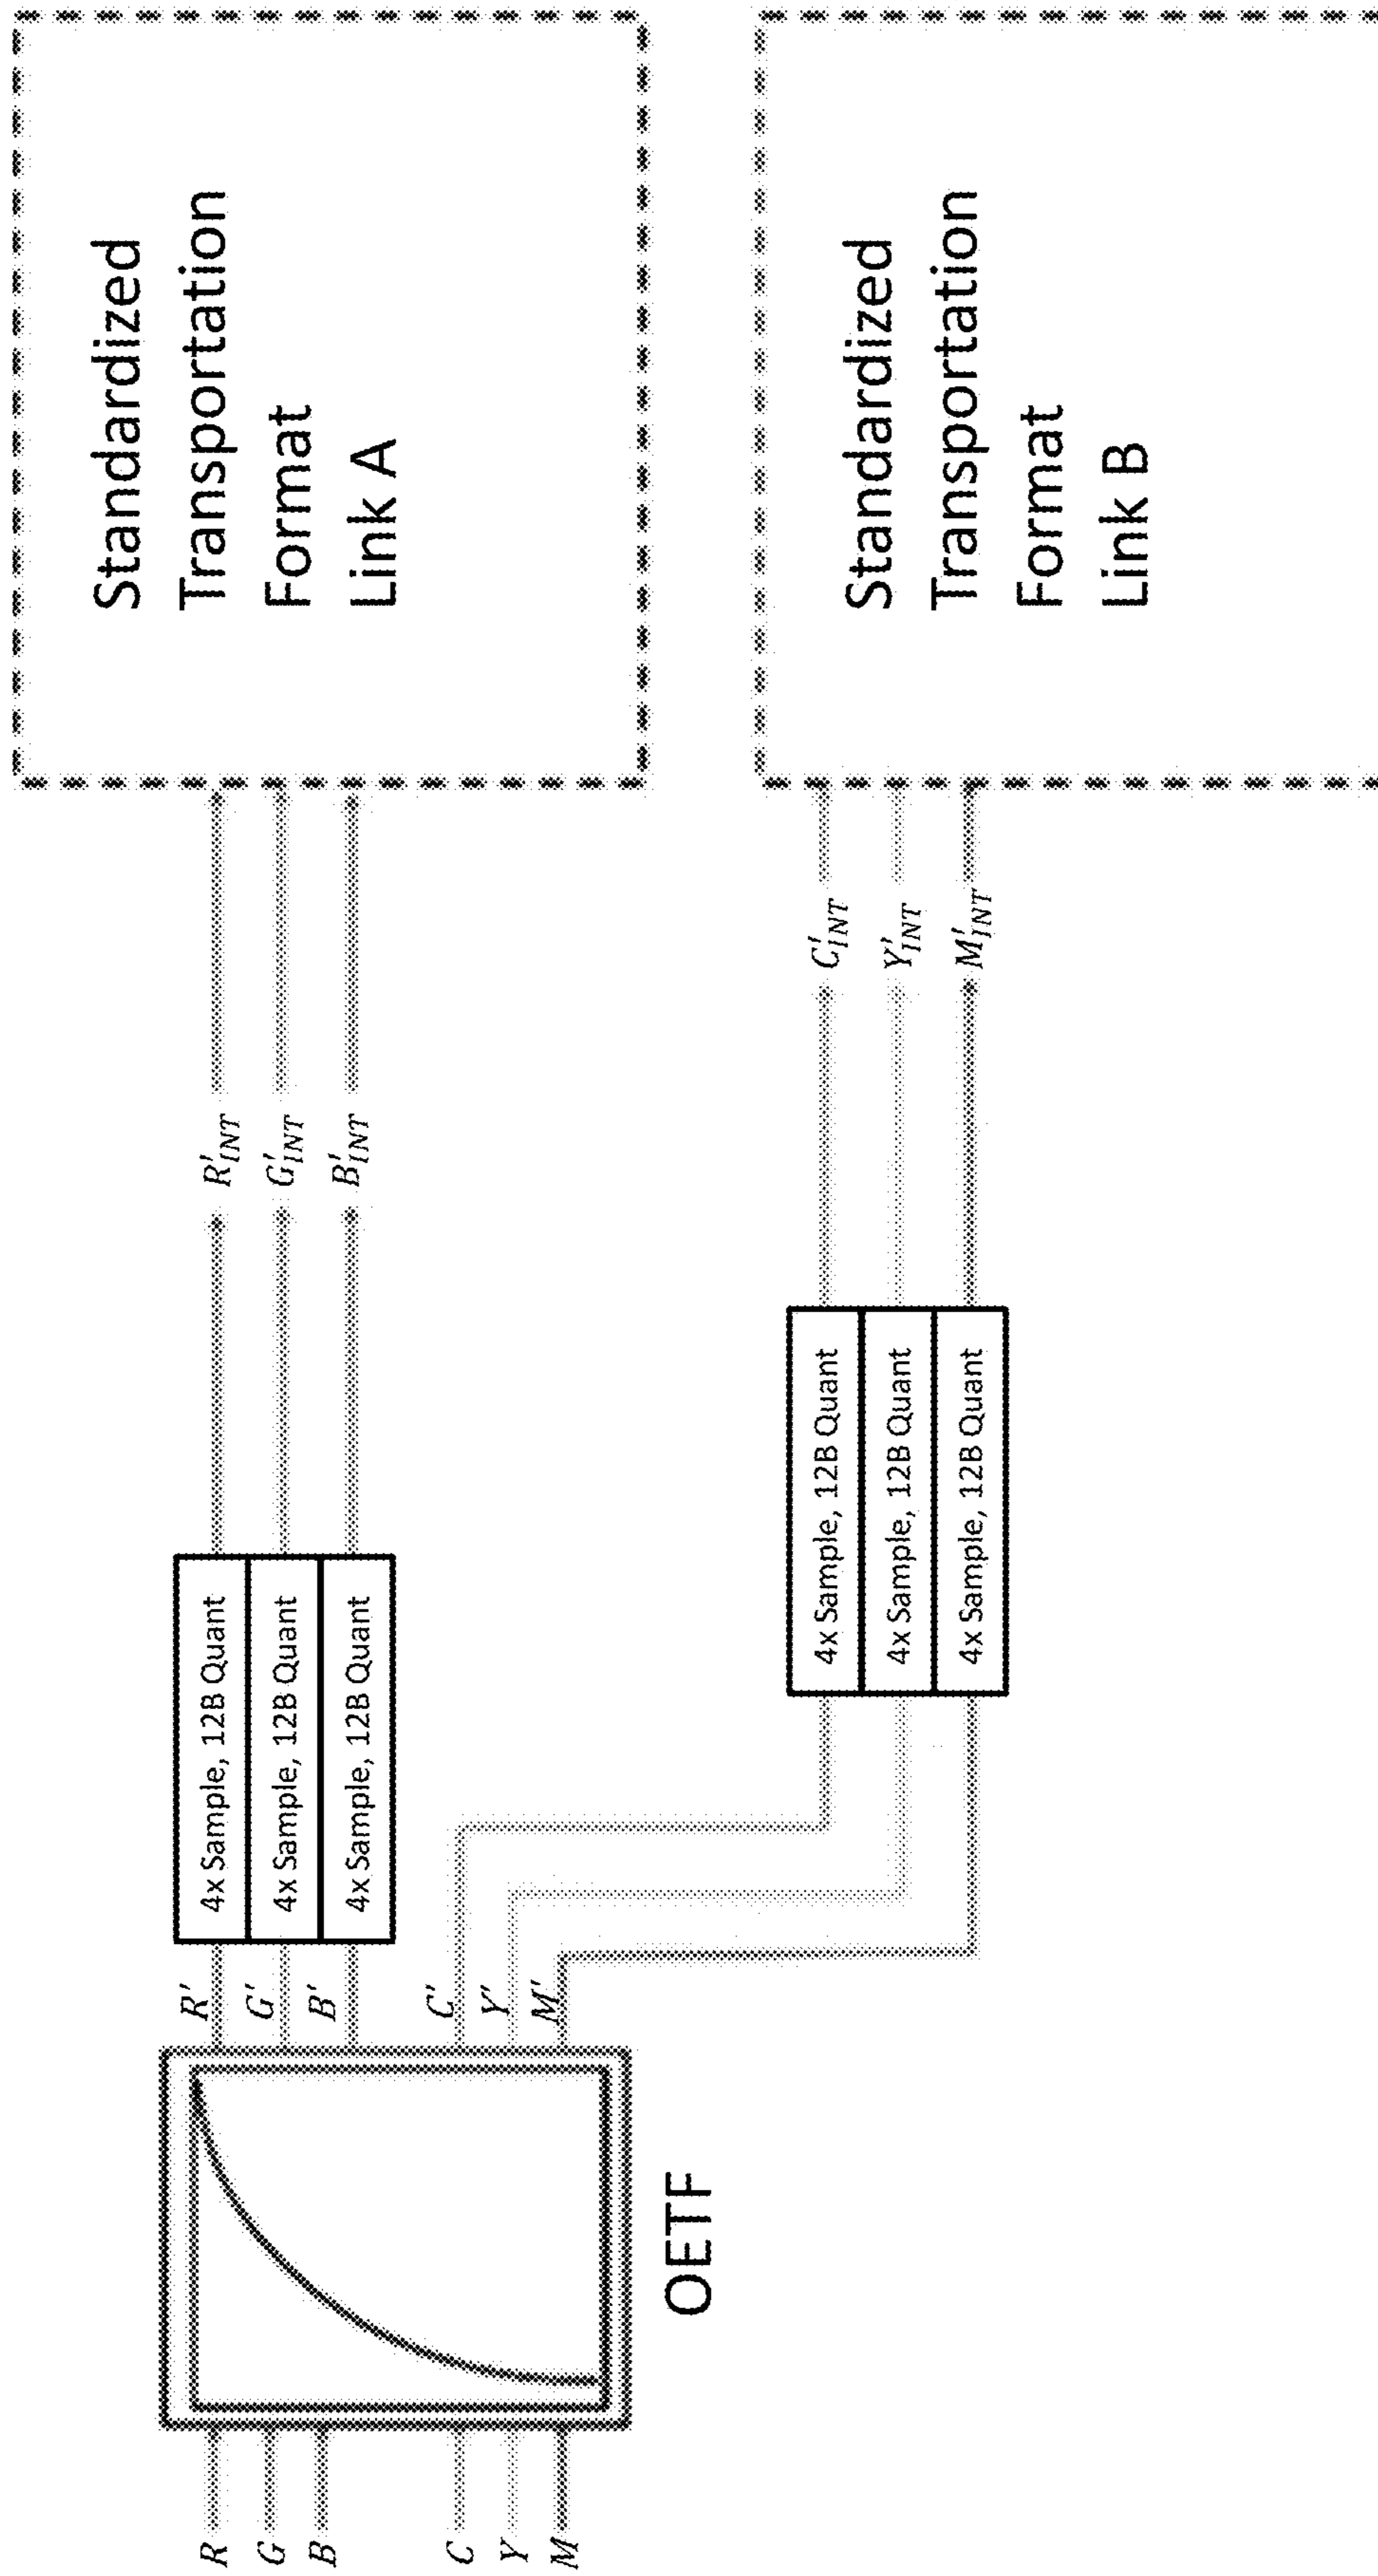 R
G
B
C
Y
M
OETF
R'
G'
B'
C'
Y'
M'
4x Sample, 12B Quant
4x Sample, 12B Quant
4x Sample, 12B Quant
4x Sample, 12B Quant
4x Sample, 12B Quant
4x Sample, 12B Quant
R'INT
G'INT
B'INT
C'INT
Y'INT
M'INT
Standardized
Transportation
Format
Link A
Standardized
Transportation
Format
Link B